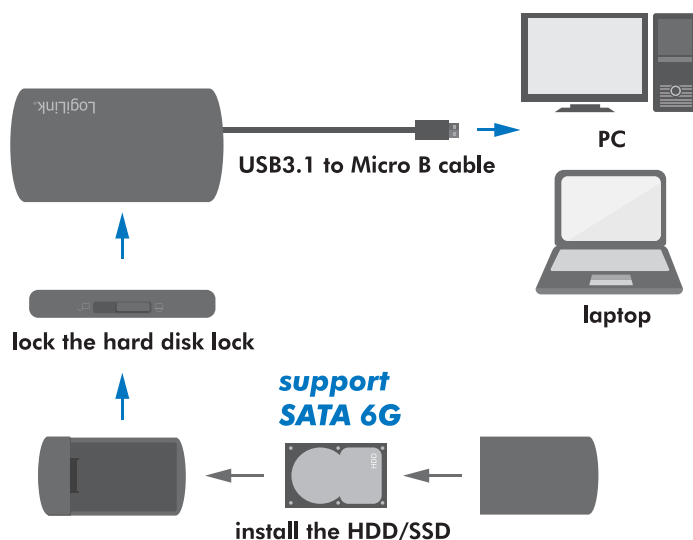 LogiLink®
PC
USB3.1 to Micro B cable
laptop
lock the hard disk lock
support
SATA 6G
HDD
install the HDD/SSD